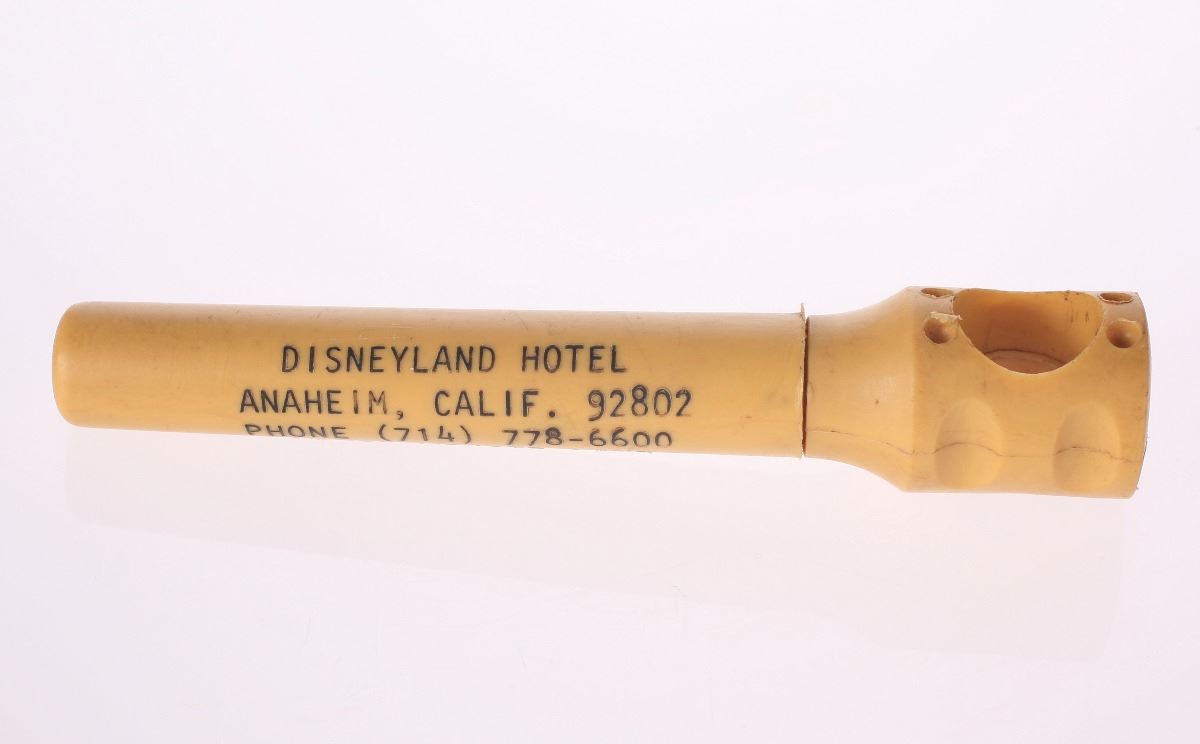 DISNEYLAND HOTEL
ANAHEIM, CALIF. 92802
PHONE (714) 778-6600